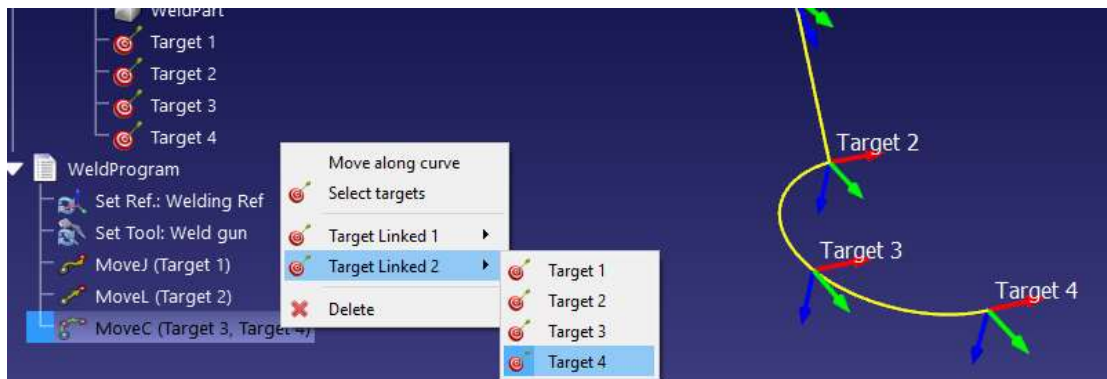 WeldPart
Target 1
Target 2
Target 3
Target 4
WeldProgram
Set Ref.: Welding Ref
Set Tool: Weld gun
MoveJ (Target 1)
MoveL (Target 2)
MoveC (Target 3, Target 4)
Move along curve
Select targets
Target Linked 1
Target Linked 2
Delete
Target 1
Target 2
Target 3
Target 4
Target 2
Target 3
Target 4